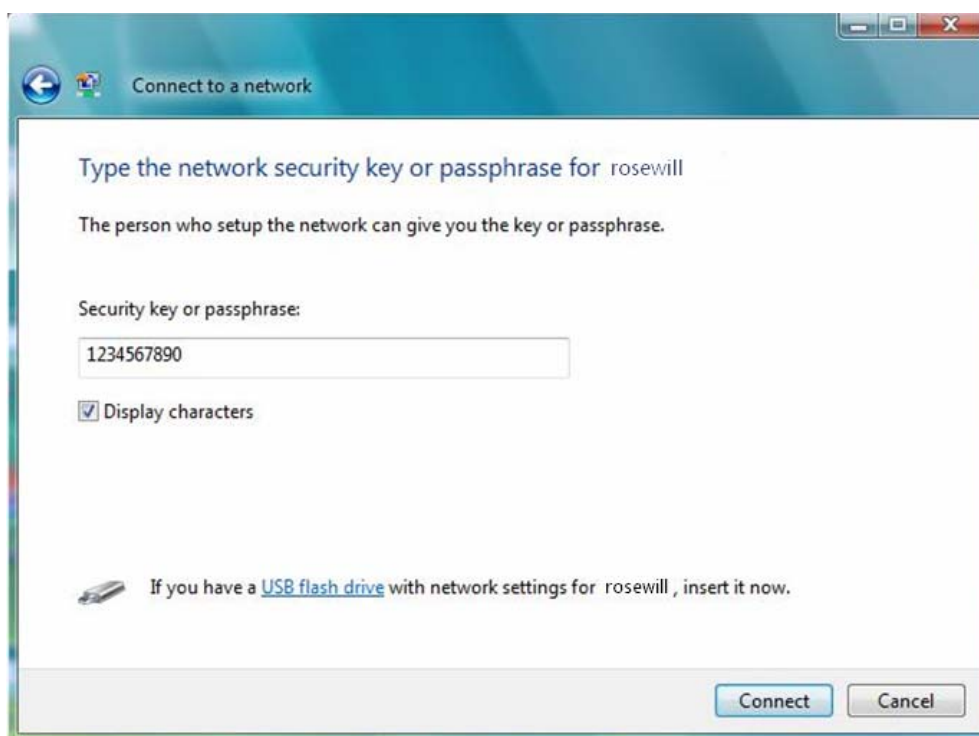 Connect to a network
Type the network security key or passphrase for rosewill
The person who setup the network can give you the key or passphrase.
Security key or passphrase:
1234567890
Display characters
If you have a USB flash drive with network settings for rosewill , insert it now.
Connect
Cancel